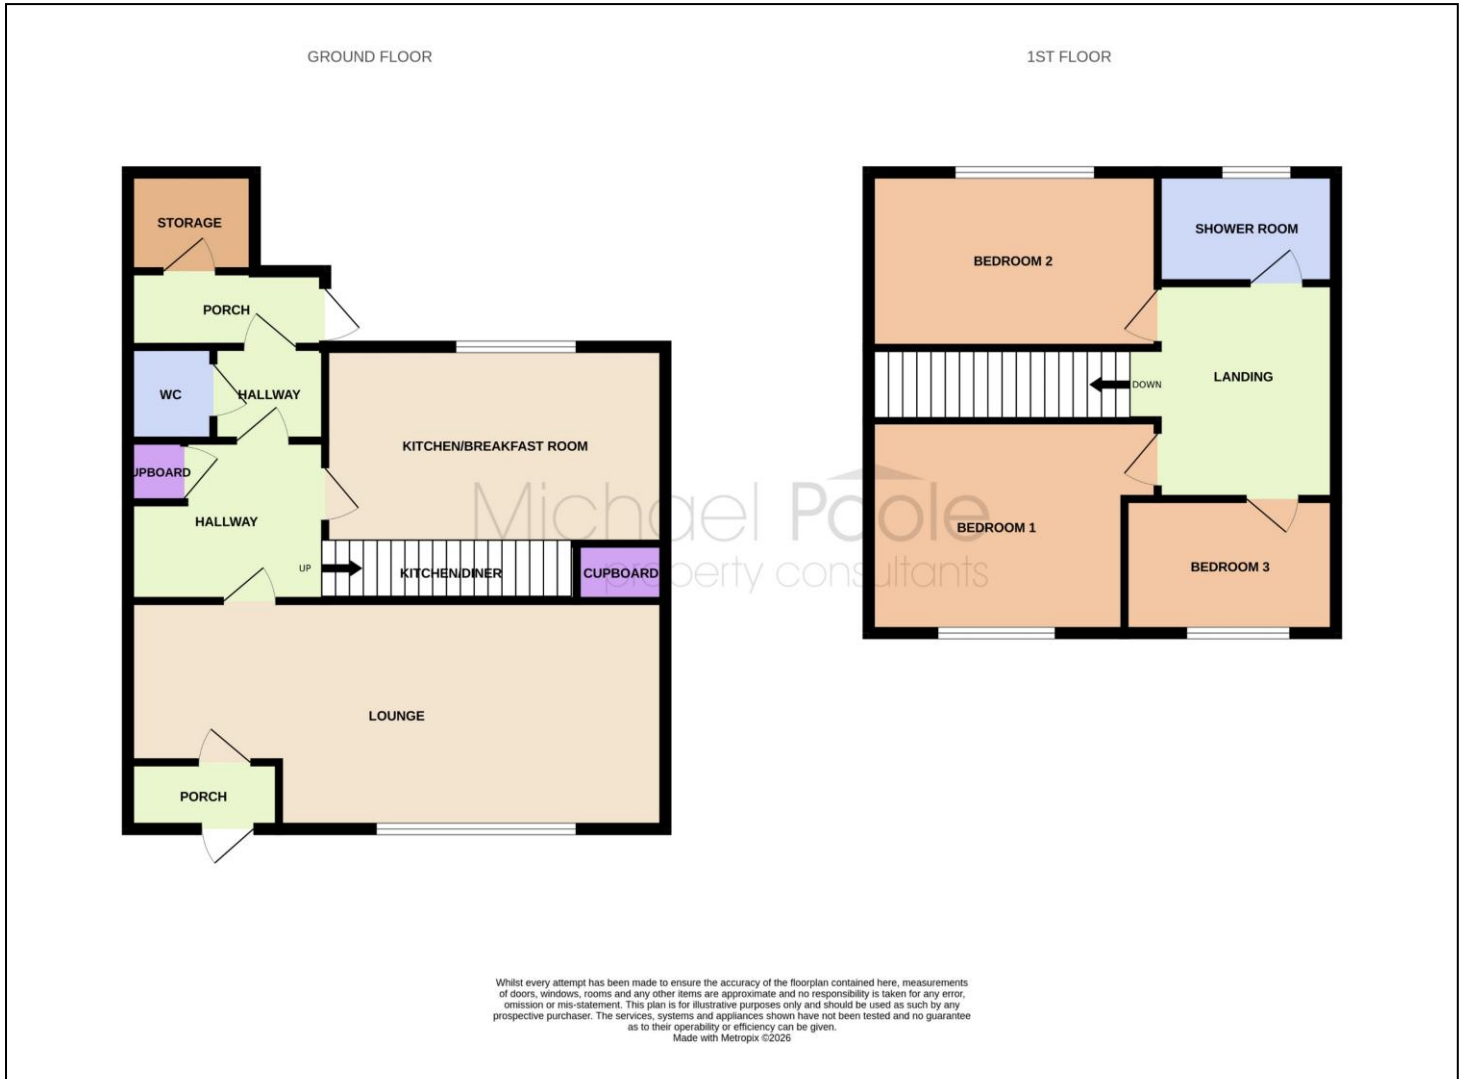 GROUND FLOOR
1ST FLOOR
STORAGE
PORCH
WC
HALLWAY
KITCHEN/BREAKFAST ROOM
UPBOARD
HALLWAY
UP
KITCHEN/DINER
CUPBOARD
LOUNGE
PORCH
BEDROOM 2
SHOWER ROOM
LANDING
DOWN
BEDROOM 1
BEDROOM 3
Michael Poole
property consultants
Whilst every attempt has been made to ensure the accuracy of the floorplan contained here, measurements
of doors, windows, rooms and any other items are approximate and no responsibility is taken for any error,
omission or mis-statement. This plan is for illustrative purposes only and should be used as such by any
prospective purchaser. The services, systems and appliances shown have not been tested and no guarantee
as to their operability or efficiency can be given.
Made with Metropix ©2026